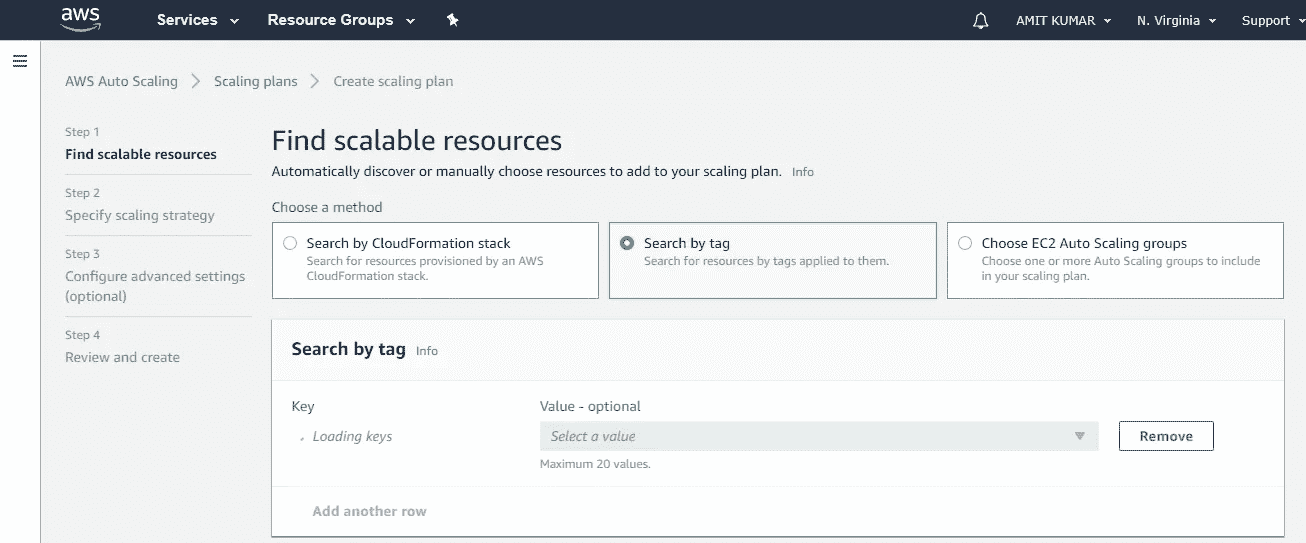 aws Services Resource Groups AMIT KUMAR N. Virginia Support
AWS Auto Scaling Scaling plans Create scaling plan
Step 1
Find scalable resources
Step 2
Specify scaling strategy
Step 3
Configure advanced settings
(optional)
Step 4
Review and create
Find scalable resources
Automatically discover or manually choose resources to add to your scaling plan. Info
Choose a method
Search by CloudFormation stack
Search for resources provisioned by an AWS
CloudFormation stack.
Search by tag
Search for resources by tags applied to them.
Choose EC2 Auto Scaling groups
Choose one or more Auto Scaling groups to include
in your scaling plan.
Search by tag Info
Key
Loading keys
Value - optional
Select a value
Maximum 20 values.
Remove
Add another row